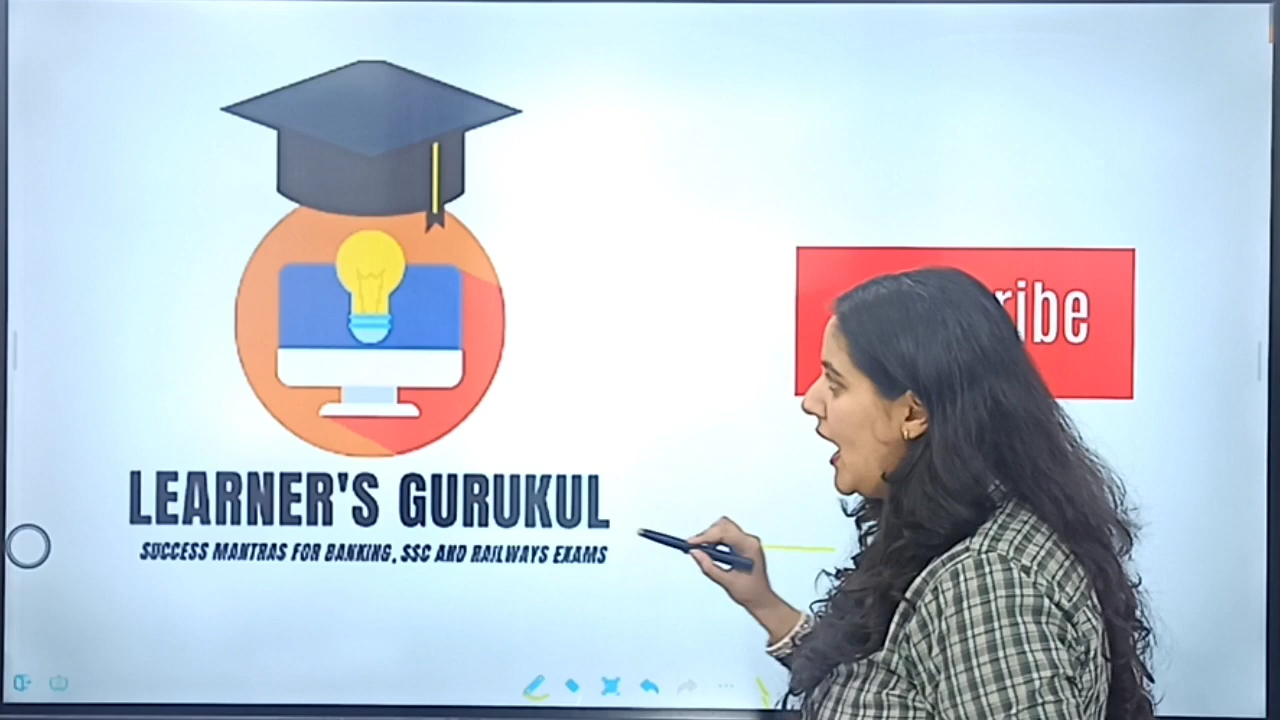 LEARNER'S GURUKUL
SUCCESS MANTRAS FOR BANKING, SSC AND RAILWAYS EXAMS
ribe